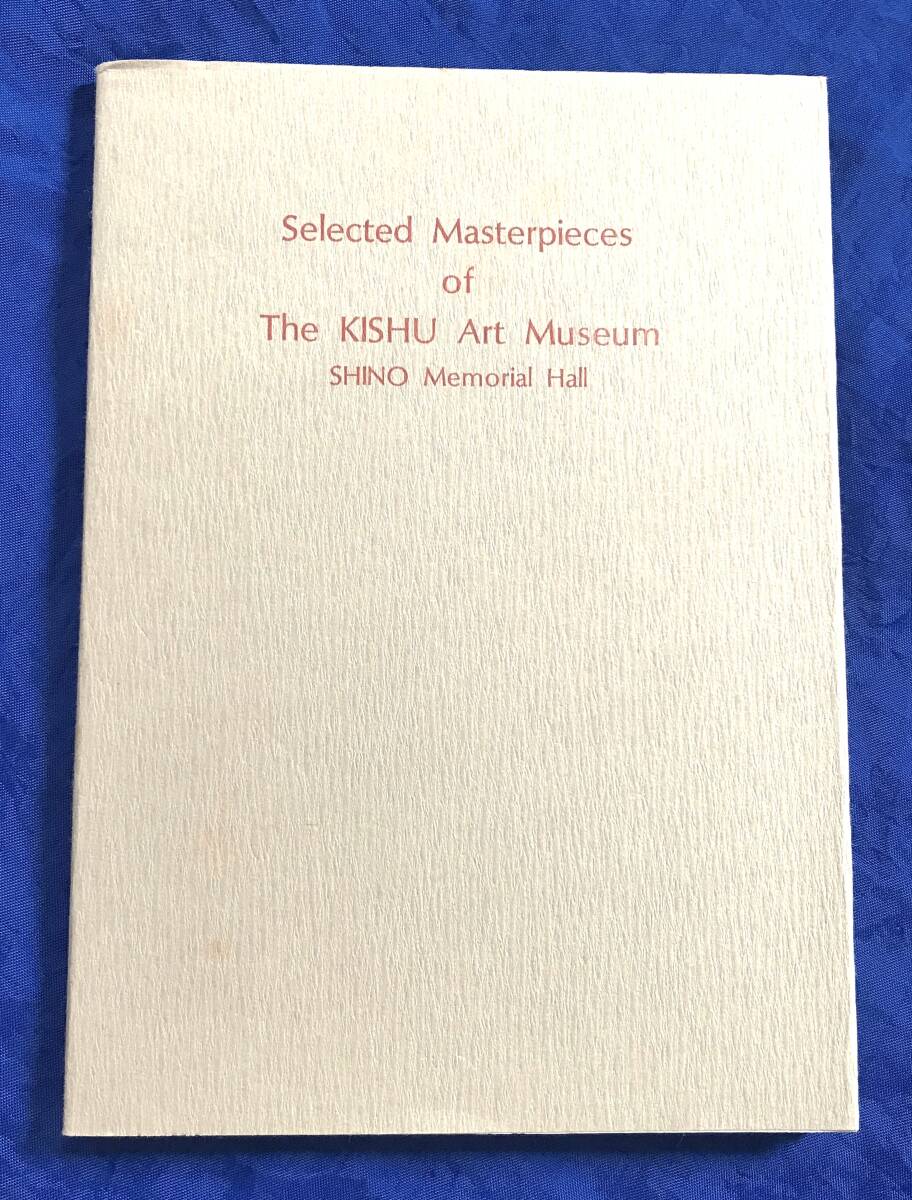 Selected Masterpieces
of
The KISHU Art Museum
SHINO Memorial Hall